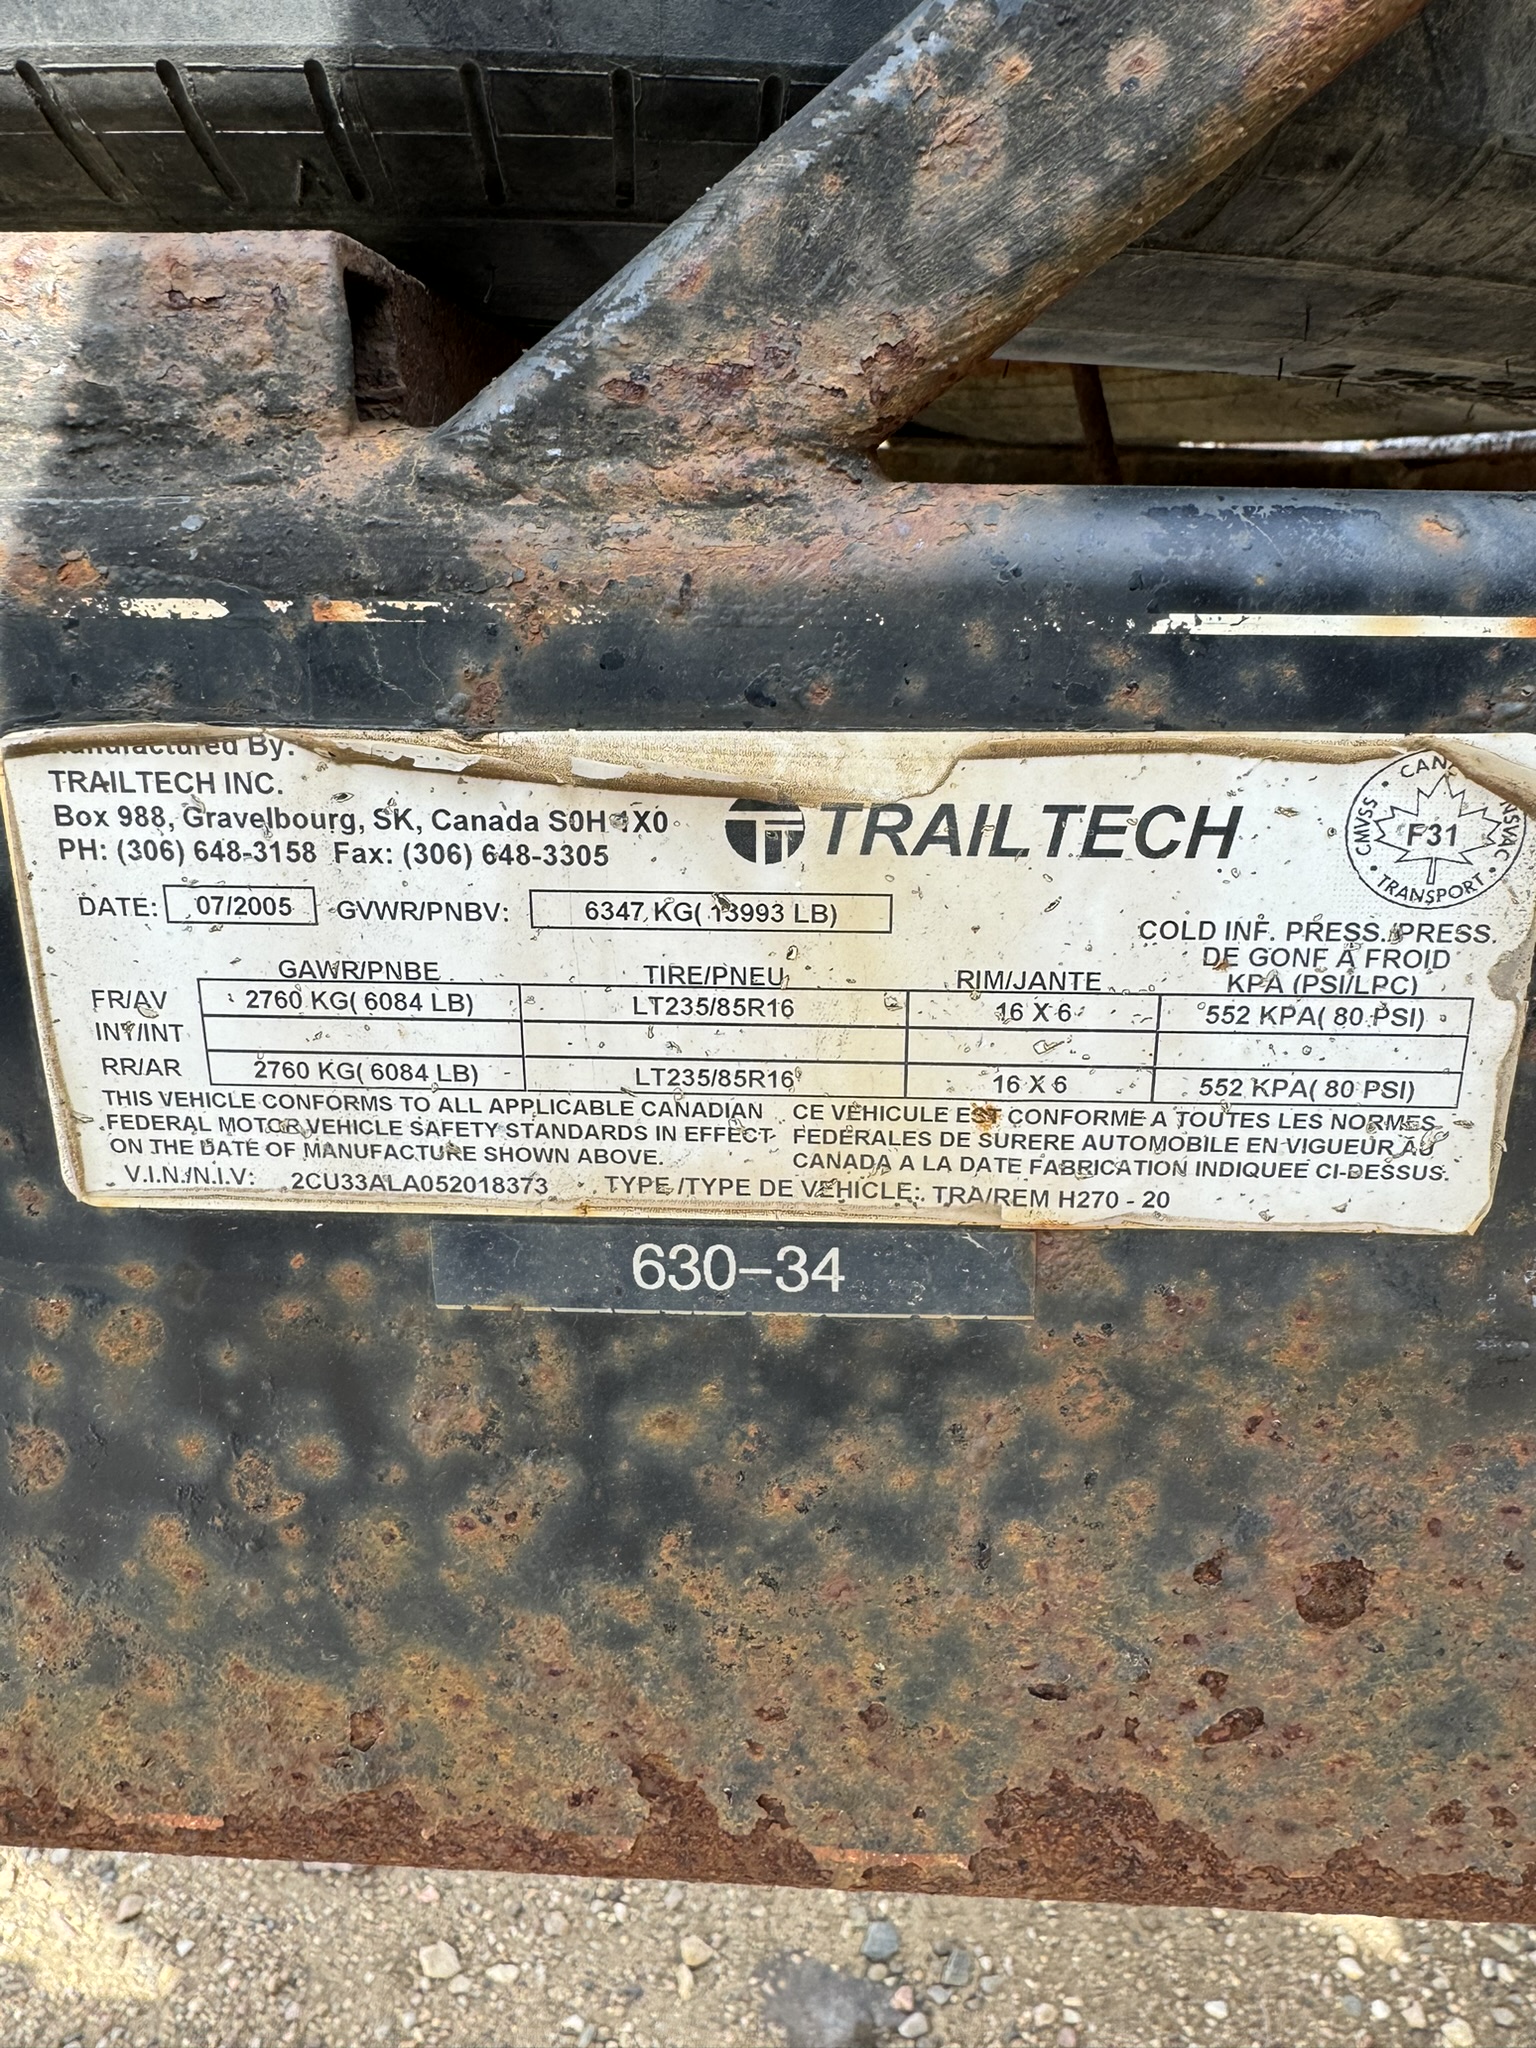 Manufactured By:
TRAILTECH INC.
Box 988, Gravelbourg, SK, Canada S0H 1X0
PH: (306) 648-3158 Fax: (306) 648-3305
TRAILTECH
CMVSS
F31
NSVAC
TRANSPORT
DATE: 07/2005 GVWR/PNBV: 6347 KG( 13993 LB)
COLD INF. PRESS./PRESS.
DE GONF A FROID
KPA (PSI/LPC)
GAWR/PNBE TIRE/PNEU RIM/JANTE
FR/AV 2760 KG( 6084 LB) LT235/85R16 16 X 6 552 KPA( 80 PSI)
INT/INT
RR/AR 2760 KG( 6084 LB) LT235/85R16 16 X 6 552 KPA( 80 PSI)
THIS VEHICLE CONFORMS TO ALL APPLICABLE CANADIAN
FEDERAL MOTOR VEHICLE SAFETY STANDARDS IN EFFECT
ON THE DATE OF MANUFACTURE SHOWN ABOVE.
CE VEHICULE EST CONFORME A TOUTES LES NORMES
FEDERALES DE SURERE AUTOMOBILE EN VIGUEUR AU
CANADA A LA DATE FABRICATION INDIQUEE CI-DESSUS.
V.I.N./N.I.V: 2CU33ALA052018373 TYPE /TYPE DE VEHICLE: TRA/REM H270 - 20
630-34